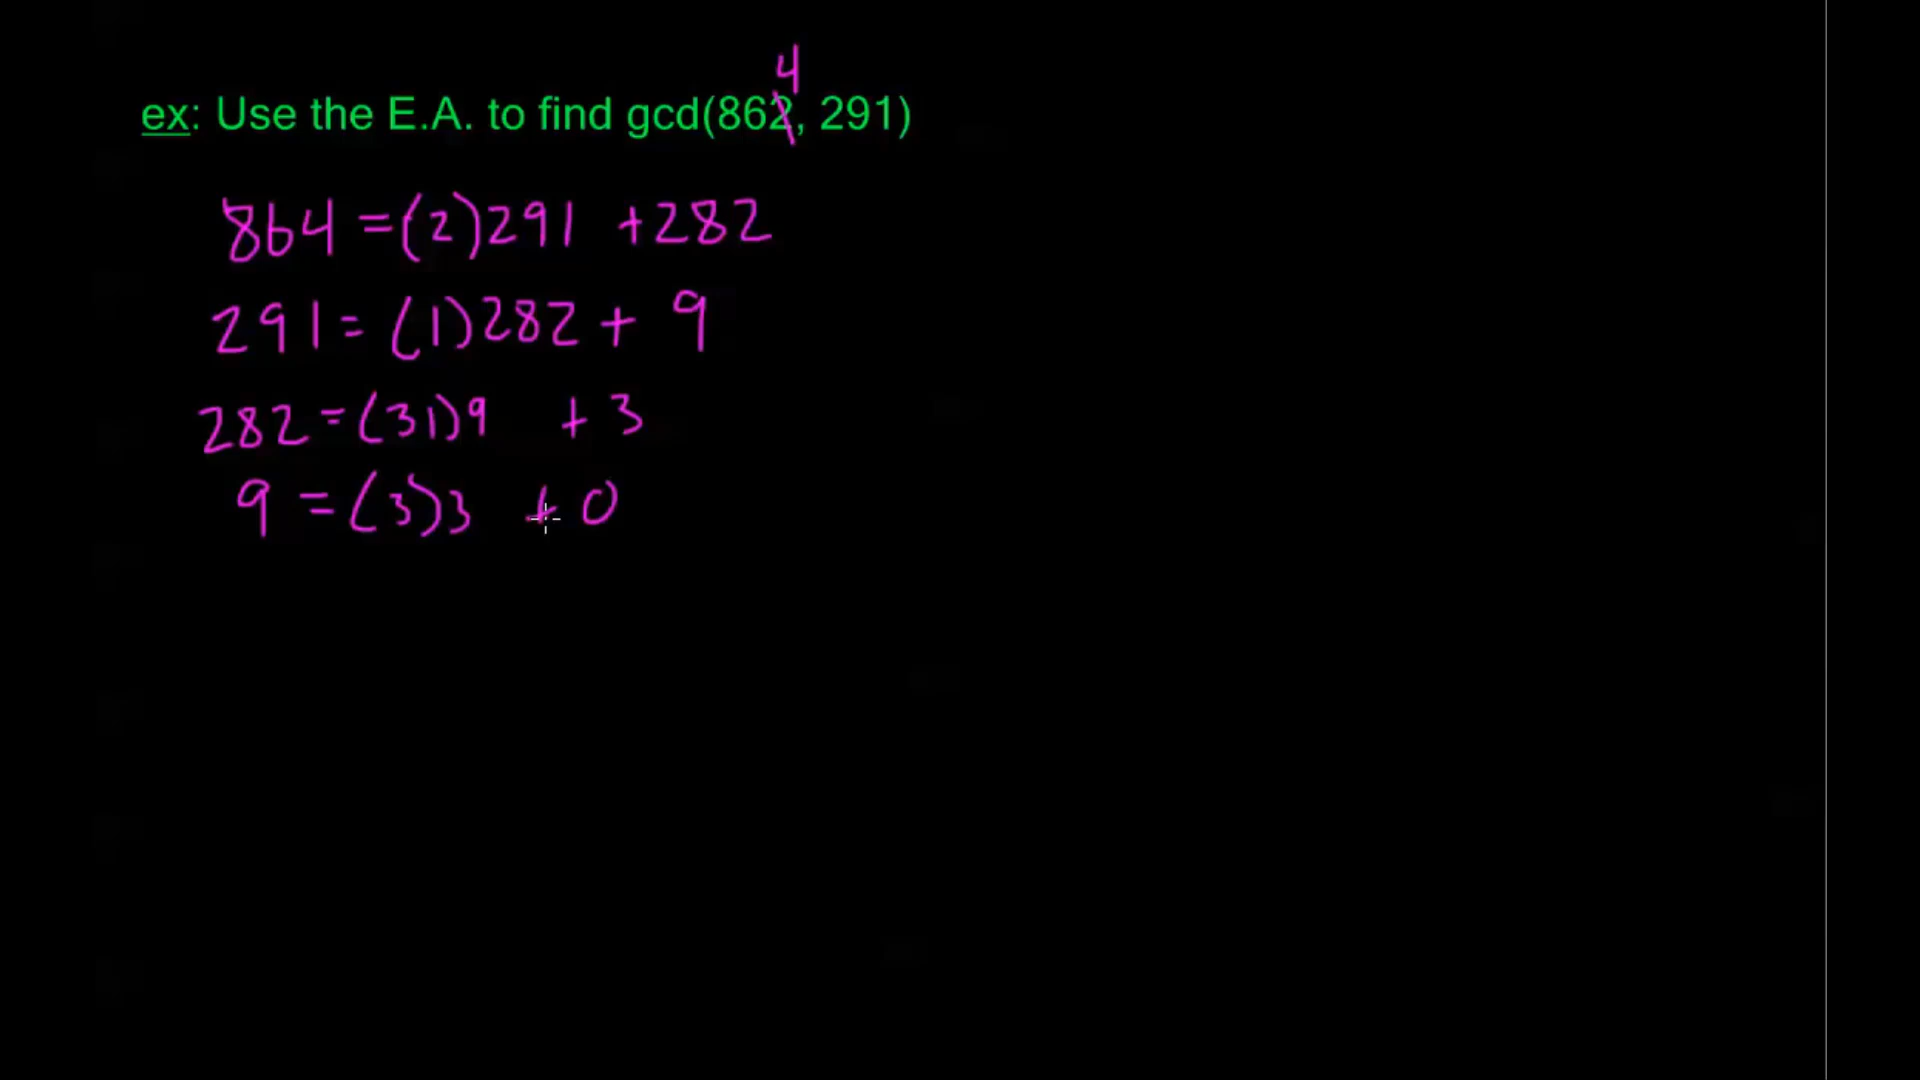 4
ex: Use the E.A. to find gcd(862, 291)
864 = (2)291 + 282
291 = (1)282 + 9
282 = (31)9 + 3
9 = (3)3 + 0